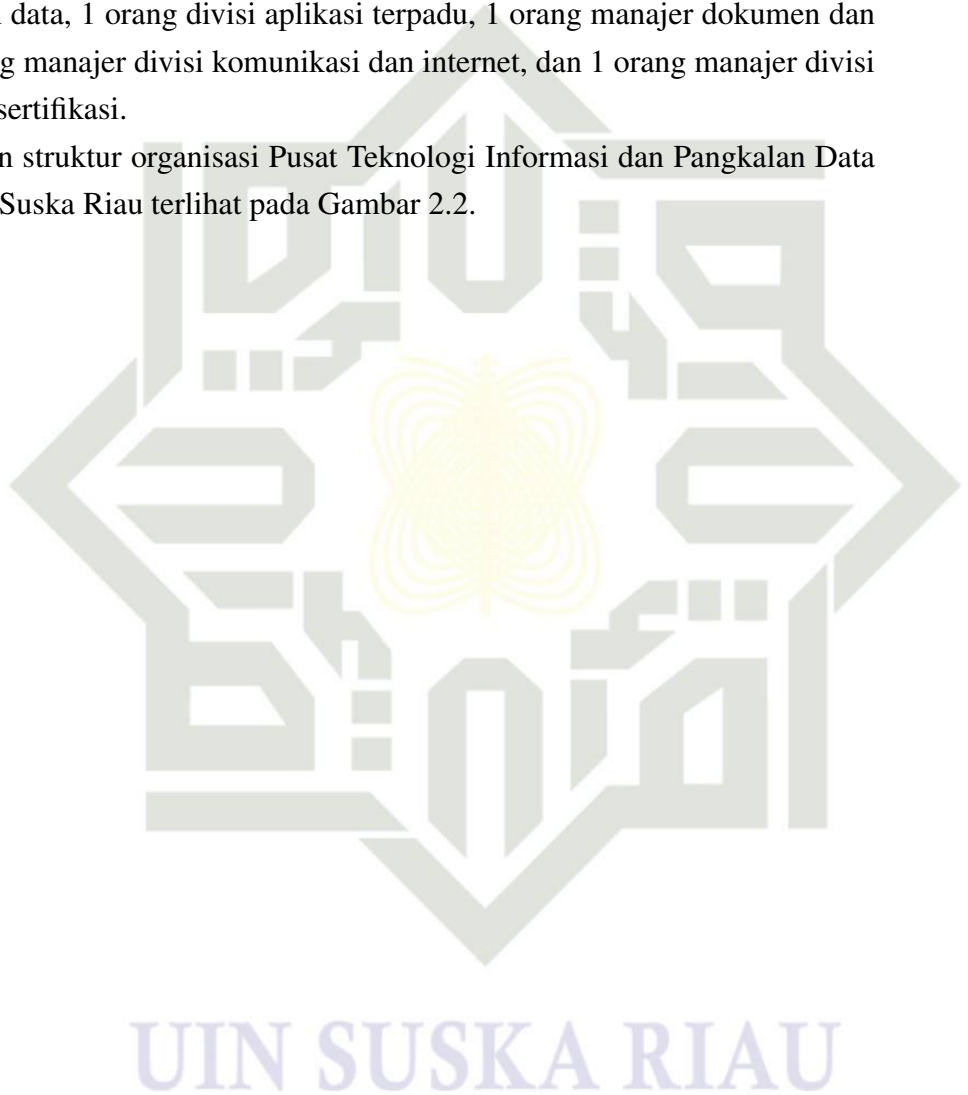 data, 1 orang divisi aplikasi terpadu, 1 orang manajer dokumen dan
g manajer divisi komunikasi dan internet, dan 1 orang manajer divisi
sertifikasi.
n struktur organisasi Pusat Teknologi Informasi dan Pangkalan Data
Suska Riau terlihat pada Gambar 2.2.
UIN SUSKA RIAU